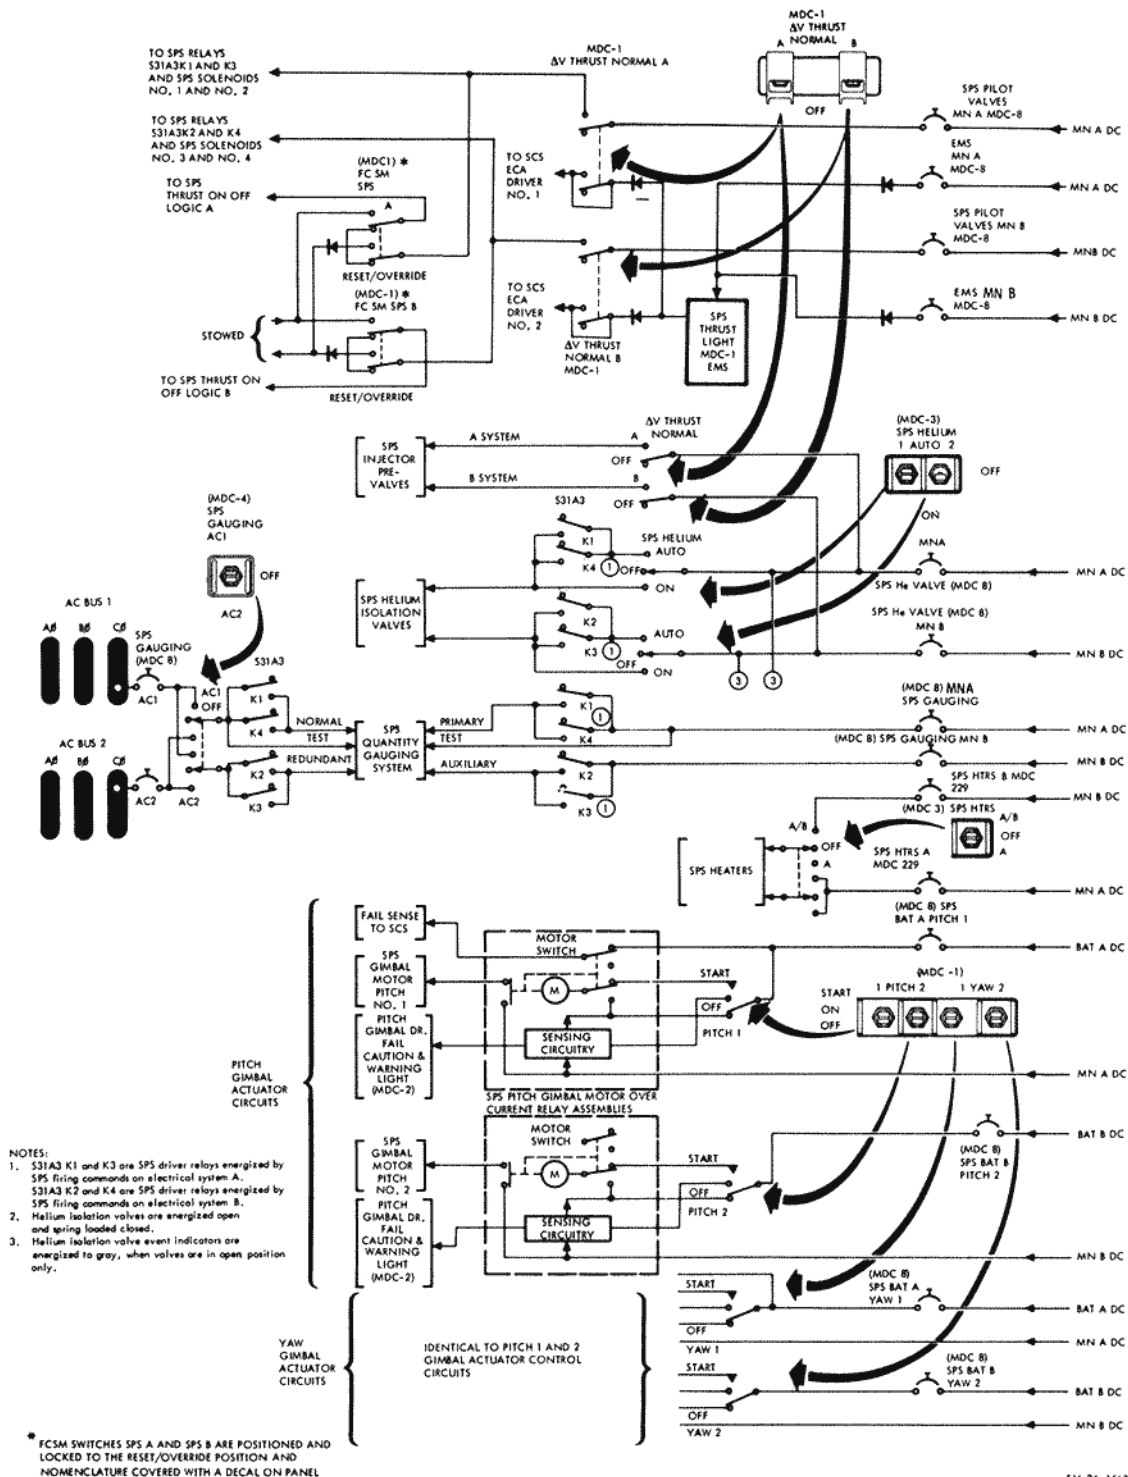 MDC-1
ΔV THRUST
NORMAL
A B
OFF
TO SPS RELAYS
S31A3K1 AND K3
AND SPS SOLENOIDS
NO. 1 AND NO. 2
MDC-1
ΔV THRUST NORMAL A
SPS PILOT
VALVES
MN A MDC-8
MN A DC
TO SPS RELAYS
S31A3K2 AND K4
AND SPS SOLENOIDS
NO. 3 AND NO. 4
EMS
MN A
MDC-8
MN A DC
(MDC1) *
FC SM
SPS
A
TO SCS
ECA
DRIVER
NO. 1
TO SPS
THRUST ON OFF
LOGIC A
SPS PILOT
VALVES MN B
MDC-8
MNB DC
RESET/OVERRIDE
(MDC-1) *
FC SM SPS B
TO SCS
ECA
DRIVER
NO. 2
EMS MN B
MDC-8
MN B DC
SPS
THRUST
LIGHT
MDC-1
EMS
STOWED
ΔV THRUST
NORMAL B
MDC-1
TO SPS THRUST ON
OFF LOGIC B
RESET/OVERRIDE
SPS
INJECTOR
PRE-
VALVES
A SYSTEM
B SYSTEM
ΔV THRUST
NORMAL
A
OFF
B
OFF
(MDC-3)
SPS HELIUM
1 AUTO 2
OFF
ON
(MDC-4)
SPS
GAUGING
AC1
OFF
AC2
S31A3
K1
K4
1
SPS HELIUM
AUTO
OFF
ON
MNA
MN A DC
SPS He VALVE (MDC 8)
SPS HELIUM
ISOLATION
VALVES
K2
K3
1
AUTO
OFF
ON
SPS He VALVE (MDC 8)
MN B
MN B DC
3 3
AC BUS 1
AØ BØ CØ
SPS
GAUGING
(MDC 8)
AC1
AC1
OFF
S31A3
K1
K4
K2
K3
NORMAL
TEST
REDUNDANT
SPS
QUANTITY
GAUGING
SYSTEM
PRIMARY
TEST
AUXILIARY
K1
1
K4
K2
K3 1
(MDC 8) MNA
SPS GAUGING
MN A DC
(MDC 8) SPS GAUGING MN B
MN B DC
AC BUS 2
AØ BØ CØ
AC2
AC2
SPS HTRS B MDC
229
MN B DC
(MDC 3) SPS HTRS
A/B
OFF
A
SPS HEATERS
A/B
OFF
A
SPS HTRS A
MDC 229
MN A DC
(MDC 8) SPS
BAT A PITCH 1
BAT A DC
FAIL SENSE
TO SCS
SPS
GIMBAL
MOTOR
PITCH
NO. 1
PITCH
GIMBAL DR.
FAIL
CAUTION &
WARNING
LIGHT
(MDC-2)
MOTOR
SWITCH
M
SENSING
CIRCUITRY
START
OFF
PITCH 1
(MDC -1)
1 PITCH 2 1 YAW 2
START
ON
OFF
MN A DC
SPS PITCH GIMBAL MOTOR OVER
CURRENT RELAY ASSEMBLIES
PITCH
GIMBAL
ACTUATOR
CIRCUITS
SPS
GIMBAL
MOTOR
PITCH
NO. 2
PITCH
GIMBAL DR.
FAIL
CAUTION &
WARNING
LIGHT
(MDC-2)
MOTOR
SWITCH
M
SENSING
CIRCUITRY
START
OFF
PITCH 2
BAT B DC
(MDC 8)
SPS BAT B
PITCH 2
MN B DC
NOTES:
1. S31A3 K1 and K3 are SPS driver relays energized by
SPS firing commands on electrical system A.
S31A3 K2 and K4 are SPS driver relays energized by
SPS firing commands on electrical system B.
2. Helium isolation valves are energized open
and spring loaded closed.
3. Helium isolation valve event indicators are
energized to gray, when valves are in open position
only.
START
OFF
YAW 1
(MDC 8)
SPS BAT A
YAW 1
BAT A DC
MN A DC
YAW
GIMBAL
ACTUATOR
CIRCUITS
IDENTICAL TO PITCH 1 AND 2
GIMBAL ACTUATOR CONTROL
CIRCUITS
START
OFF
YAW 2
(MDC 8)
SPS BAT B
YAW 2
BAT B DC
MN B DC
* FCSM SWITCHES SPS A AND SPS B ARE POSITIONED AND
LOCKED TO THE RESET/OVERRIDE POSITION AND
NOMENCLATURE COVERED WITH A DECAL ON PANEL